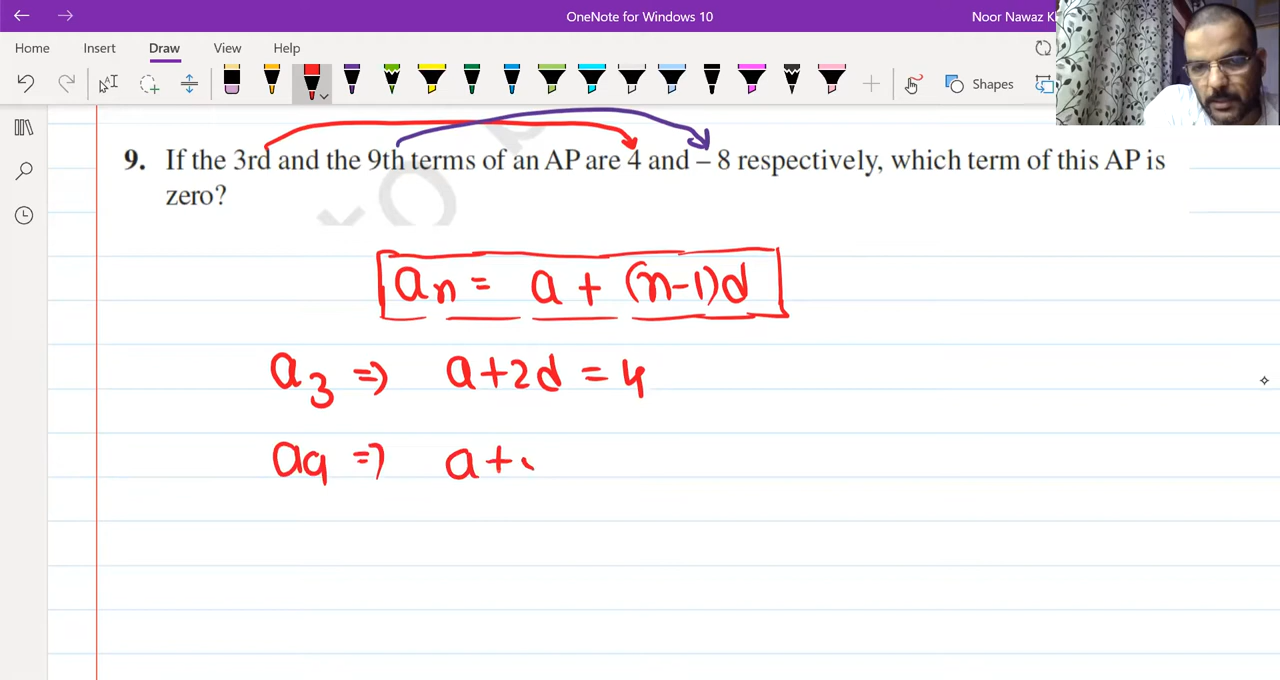 OneNote for Windows 10
Noor Nawaz K
Home Insert Draw View Help
Shapes
9. If the 3rd and the 9th terms of an AP are 4 and – 8 respectively, which term of this AP is
zero?
an = a + (n-1)d
a3 => a+2d = 4
a9 => a +